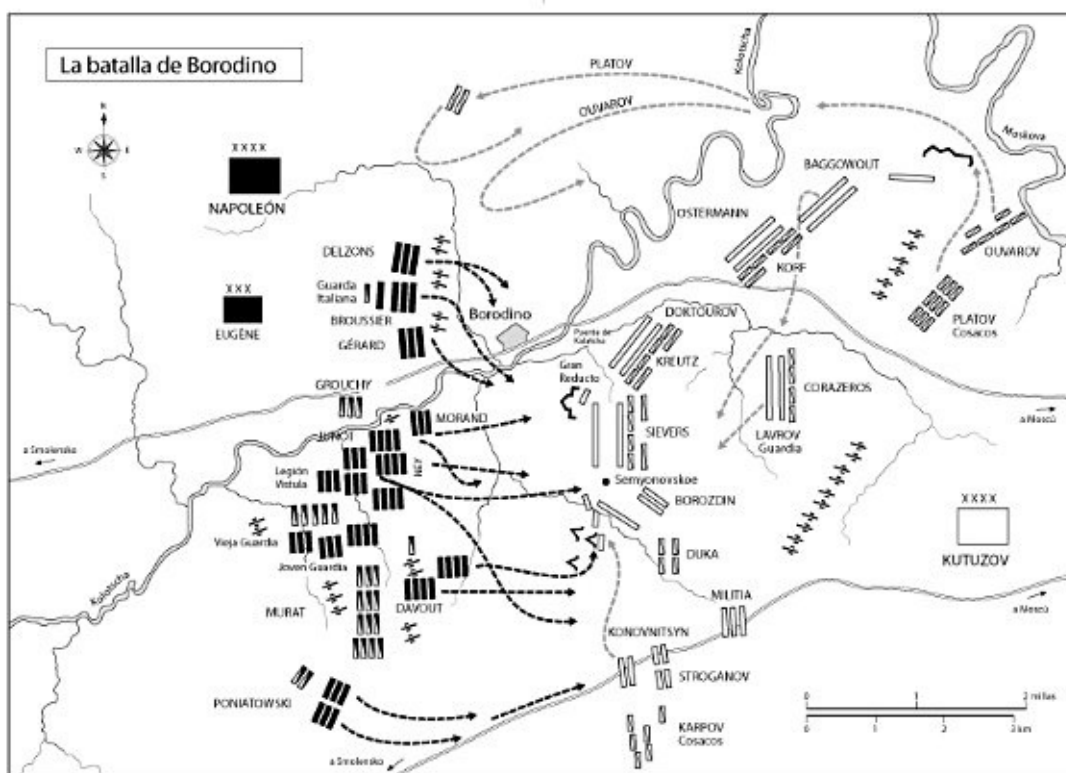 La batalla de Borodino
N
W
E
S
XXXX
NAPOLEÓN
XXX
EUGÈNE
PLATOV
OUVAROV
Kolotscha
Moskova
BAGGOWOUT
OSTERMANN
KORF
OUVAROV
PLATOV
Cosacos
DELZONS
Guarda
Italiana
BROUSSIER
GÉRARD
Borodino
GROUCHY
MORAND
JUNOT
NEY
Legión
Vistula
Vieja Guardia
Joven Guardia
MURAT
DAVOUT
PONIATOWSKI
Puente de
DOKTOUROV
KREUTZ
Gran
Reducto
SIEVERS
CORAZEROS
LAVROV
Guardia
Semyonovskoe
BOROZDIN
DUKA
MILITIA
KONOVNITSYN
STROGANOV
KARPOV
Cosacos
XXXX
KUTUZOV
a Moscú
a Moscú
a Smolensko
a Smolensko
Kolotscha
0 1 2 millas
0 1 2 3 km